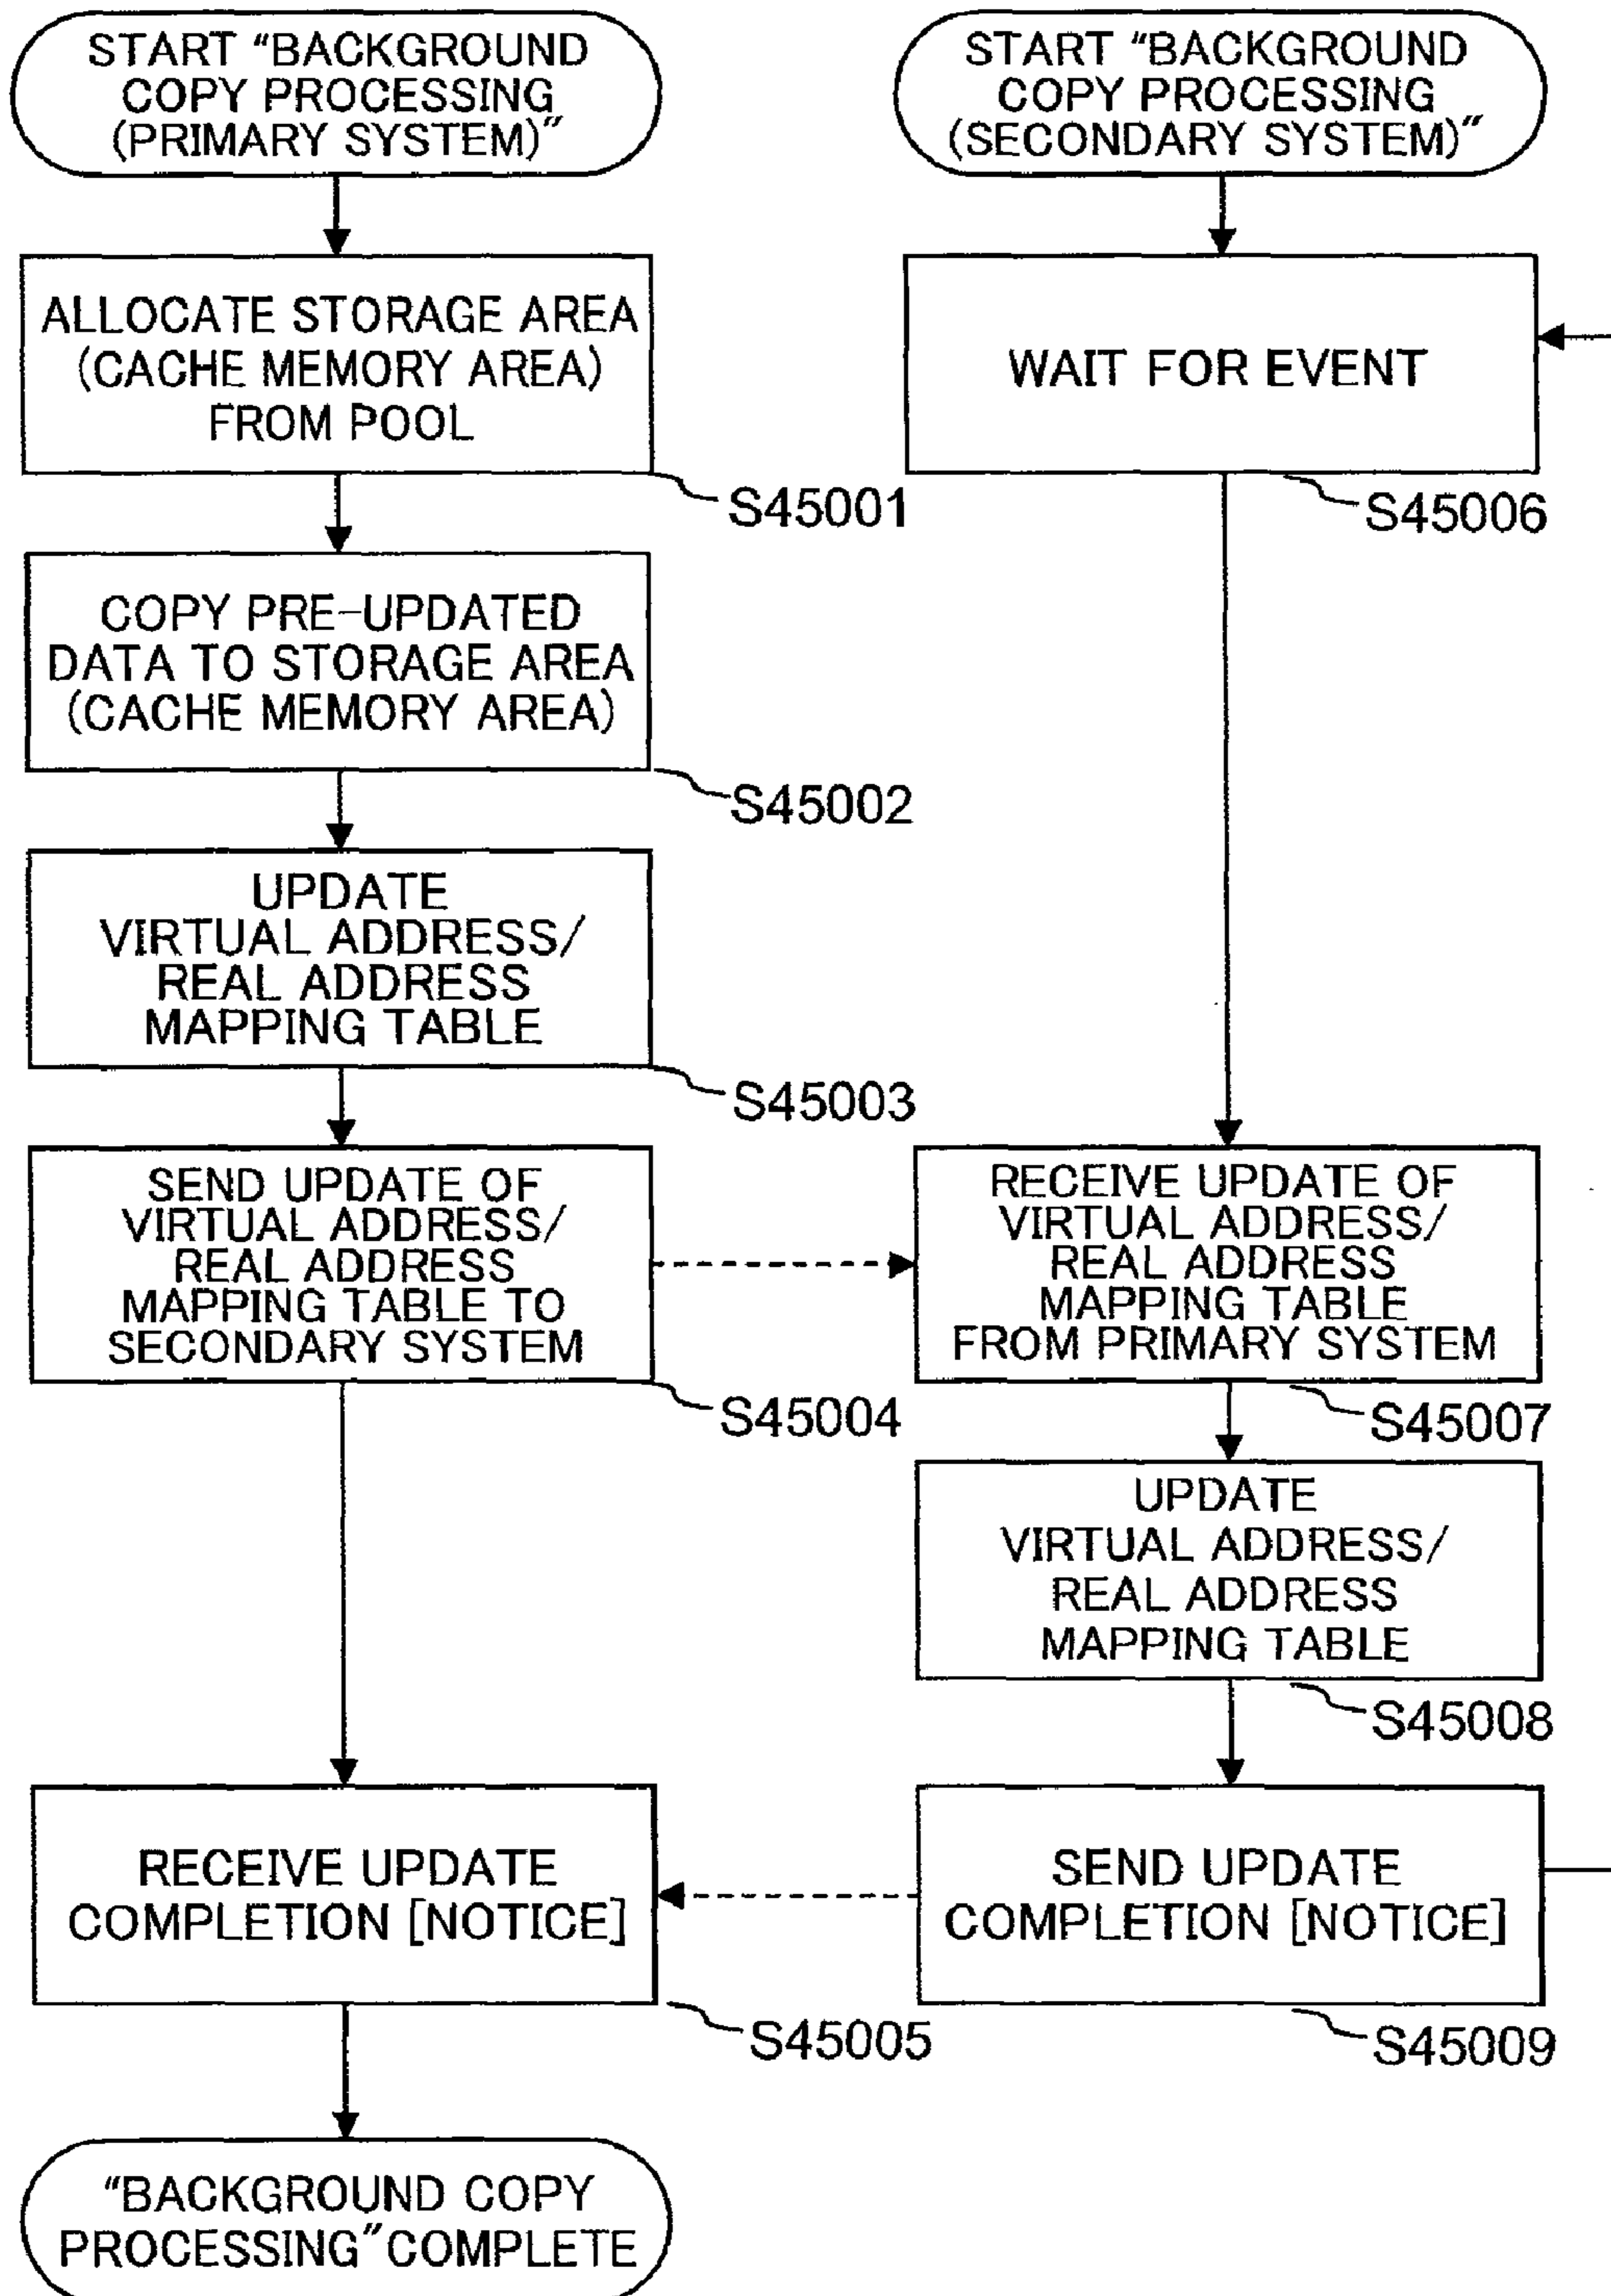 START “BACKGROUND
COPY PROCESSING
(PRIMARY SYSTEM)”
ALLOCATE STORAGE AREA
(CACHE MEMORY AREA)
FROM POOL
S45001
COPY PRE-UPDATED
DATA TO STORAGE AREA
(CACHE MEMORY AREA)
S45002
UPDATE
VIRTUAL ADDRESS/
REAL ADDRESS
MAPPING TABLE
S45003
SEND UPDATE OF
VIRTUAL ADDRESS/
REAL ADDRESS
MAPPING TABLE TO
SECONDARY SYSTEM
S45004
RECEIVE UPDATE
COMPLETION [NOTICE]
S45005
“BACKGROUND COPY
PROCESSING” COMPLETE
START “BACKGROUND
COPY PROCESSING
(SECONDARY SYSTEM)”
WAIT FOR EVENT
S45006
RECEIVE UPDATE OF
VIRTUAL ADDRESS/
REAL ADDRESS
MAPPING TABLE
FROM PRIMARY SYSTEM
S45007
UPDATE
VIRTUAL ADDRESS/
REAL ADDRESS
MAPPING TABLE
S45008
SEND UPDATE
COMPLETION [NOTICE]
S45009